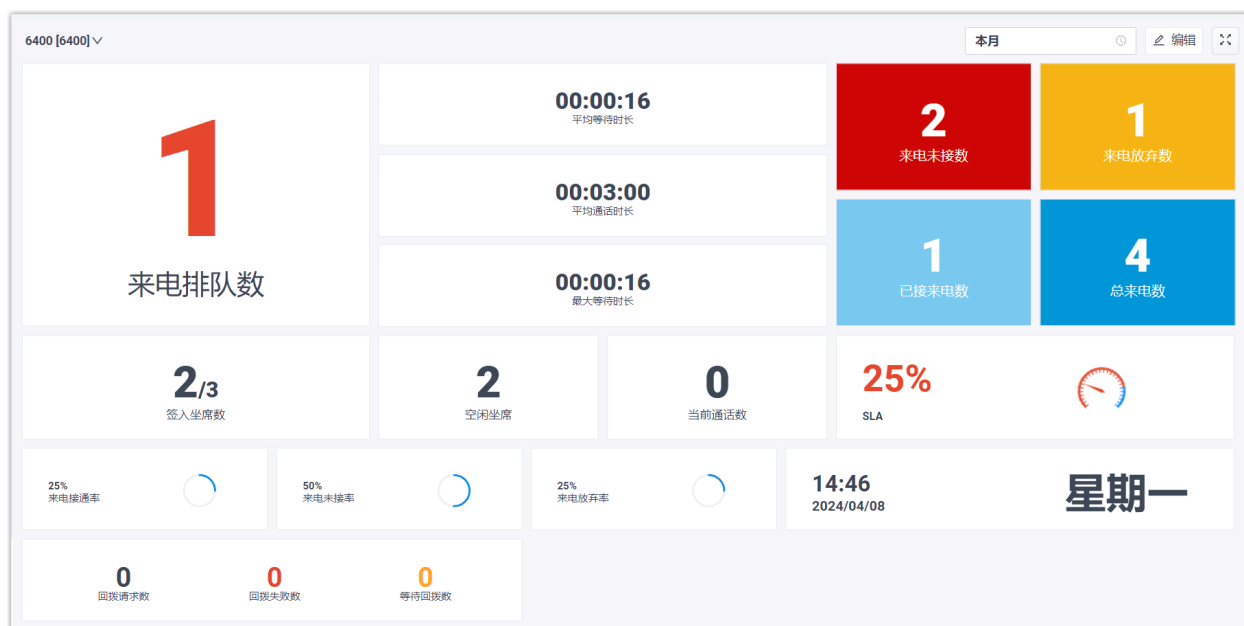 6400 [6400]
本月
编辑
1
来电排队数
00:00:16
平均等待时长
00:03:00
平均通话时长
00:00:16
最大等待时长
2
来电未接数
1
来电放弃数
1
已接来电数
4
总来电数
2/3
签入坐席数
2
空闲坐席
0
当前通话数
25%
SLA
25%
来电接通率
50%
来电未接率
25%
来电放弃率
14:46
2024/04/08
星期一
0
回拨请求数
0
回拨失败数
0
等待回拨数